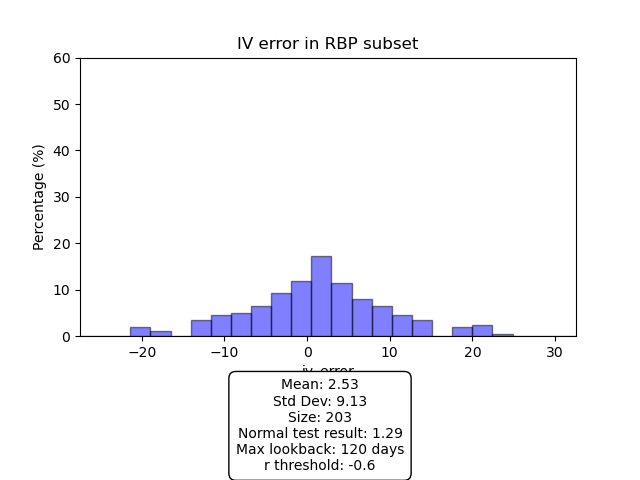 IV error in RBP subset
Percentage (%)
60
50
40
30
20
10
0
−20
−10
0
10
20
30
iv_error
Mean: 2.53
Std Dev: 9.13
Size: 203
Normal test result: 1.29
Max lookback: 120 days
r threshold: -0.6